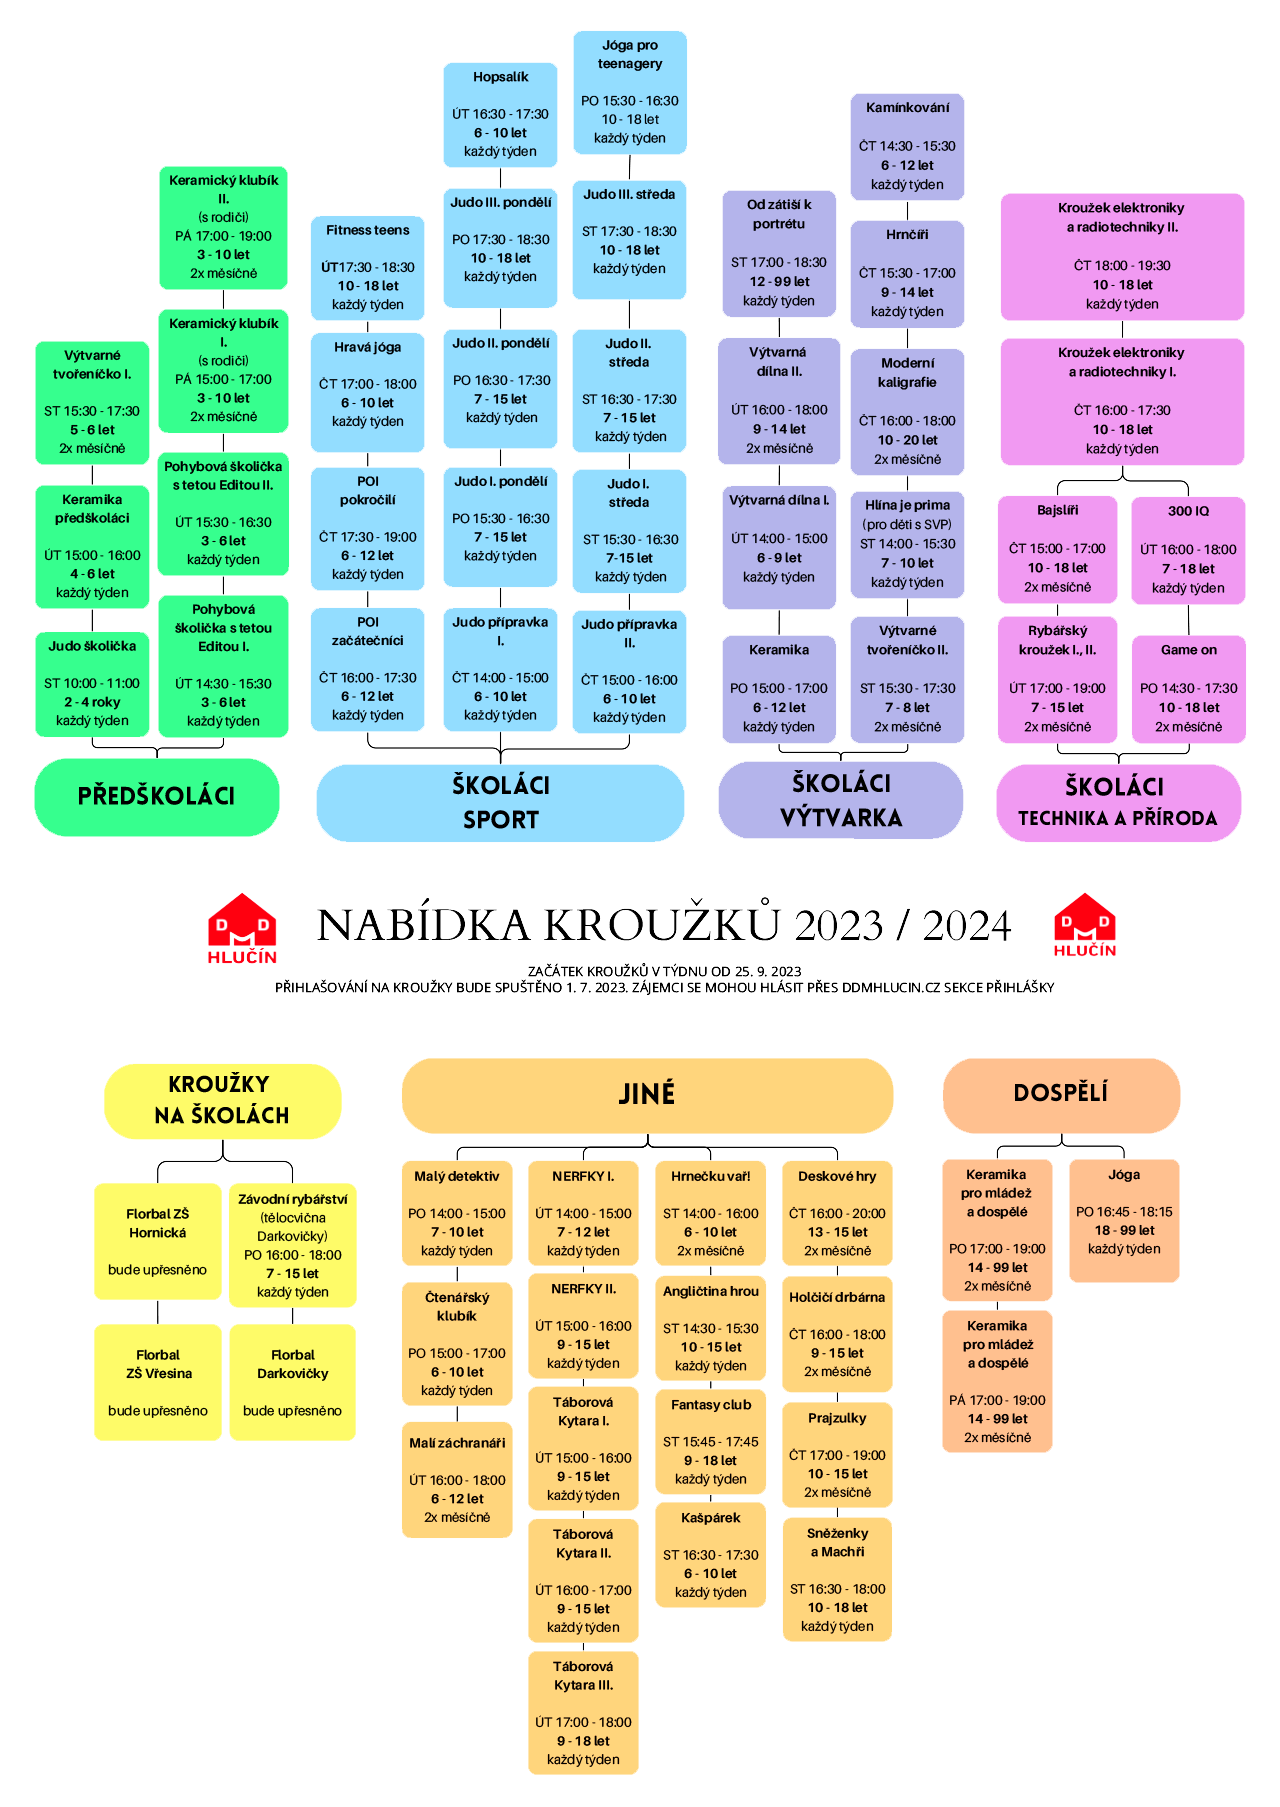 Výtvarné
tvořeníčko I.
ST 15:30 - 17:30
5 - 6 let
2x měsíčně
Keramika
předškoláci
ÚT 15:00 - 16:00
4 - 6 let
každý týden
Judo školička
ST 10:00 - 11:00
2 - 4 roky
každý týden
Keramický klubík
II.
(s rodiči)
PÁ 17:00 - 19:00
3 - 10 let
2x měsíčně
Keramický klubík
I.
(s rodiči)
PÁ 15:00 - 17:00
3 - 10 let
2x měsíčně
Pohybová školička
s tetou Editou II.
ÚT 15:30 - 16:30
3 - 6 let
každý týden
Pohybová
školička s tetou
Editou I.
ÚT 14:30 - 15:30
3 - 6 let
každý týden
PŘEDŠKOLÁCI
Fitness teens
ÚT17:30 - 18:30
10 - 18 let
každý týden
Hravá jóga
ČT 17:00 - 18:00
6 - 10 let
každý týden
POI
pokročilí
ČT 17:30 - 19:00
6 - 12 let
každý týden
POI
začátečníci
ČT 16:00 - 17:30
6 - 12 let
každý týden
Hopsalík
ÚT 16:30 - 17:30
6 - 10 let
každý týden
Judo III. pondělí
PO 17:30 - 18:30
10 - 18 let
každý týden
Judo II. pondělí
PO 16:30 - 17:30
7 - 15 let
každý týden
Judo I. pondělí
PO 15:30 - 16:30
7 - 15 let
každý týden
Judo přípravka
I.
ČT 14:00 - 15:00
6 - 10 let
každý týden
Jóga pro
teenagery
PO 15:30 - 16:30
10 - 18 let
každý týden
Judo III. středa
ST 17:30 - 18:30
10 - 18 let
každý týden
Judo II.
středa
ST 16:30 - 17:30
7 - 15 let
každý týden
Judo I.
středa
ST 15:30 - 16:30
7-15 let
každý týden
Judo přípravka
II.
ČT 15:00 - 16:00
6 - 10 let
každý týden
ŠKOLÁCI
SPORT
Od zátiší k
portrétu
ST 17:00 - 18:30
12 - 99 let
každý týden
Výtvarná
dílna II.
ÚT 16:00 - 18:00
9 - 14 let
2x měsíčně
Výtvarná dílna I.
ÚT 14:00 - 15:00
6 - 9 let
každý týden
Keramika
PO 15:00 - 17:00
6 - 12 let
každý týden
Kamínkování
ČT 14:30 - 15:30
6 - 12 let
každý týden
Hrnčíři
ČT 15:30 - 17:00
9 - 14 let
každý týden
Moderní
kaligrafie
ČT 16:00 - 18:00
10 - 20 let
2x měsíčně
Hlína je prima
(pro děti s SVP)
ST 14:00 - 15:30
7 - 10 let
každý týden
Výtvarné
tvořeníčko II.
ST 15:30 - 17:30
7 - 8 let
2x měsíčně
ŠKOLÁCI
VÝTVARKA
Kroužek elektroniky
a radiotechniky II.
ČT 18:00 - 19:30
10 - 18 let
každý týden
Kroužek elektroniky
a radiotechniky I.
ČT 16:00 - 17:30
10 - 18 let
každý týden
Bajslíři
ČT 15:00 - 17:00
10 - 18 let
2x měsíčně
Rybářský
kroužek I., II.
ÚT 17:00 - 19:00
7 - 15 let
2x měsíčně
300 IQ
ÚT 16:00 - 18:00
7 - 18 let
každý týden
Game on
PO 14:30 - 17:30
10 - 18 let
2x měsíčně
ŠKOLÁCI
TECHNIKA A PŘÍRODA
DDM
HLUČÍN
NABÍDKA KROUŽKŮ 2023 / 2024
DDM
HLUČÍN
ZAČÁTEK KROUŽKŮ V TÝDNU OD 25. 9. 2023
PŘIHLAŠOVÁNÍ NA KROUŽKY BUDE SPUŠTĚNO 1. 7. 2023. ZÁJEMCI SE MOHOU HLÁSIT PŘES DDMHLUCIN.CZ SEKCE PŘIHLÁŠKY
KROUŽKY
NA ŠKOLÁCH
Florbal ZŠ
Hornická
bude upřesněno
Florbal
ZŠ Vřesina
bude upřesněno
Závodní rybářství
(tělocvična
Darkovičky)
PO 16:00 - 18:00
7 - 15 let
každý týden
Florbal
Darkovičky
bude upřesněno
JINÉ
Malý detektiv
PO 14:00 - 15:00
7 - 10 let
každý týden
Čtenářský
klubík
PO 15:00 - 17:00
6 - 10 let
každý týden
Malí záchranáři
ÚT 16:00 - 18:00
6 - 12 let
2x měsíčně
NERFKY I.
ÚT 14:00 - 15:00
7 - 12 let
každý týden
NERFKY II.
ÚT 15:00 - 16:00
9 - 15 let
každý týden
Táborová
Kytara I.
ÚT 15:00 - 16:00
9 - 15 let
každý týden
Táborová
Kytara II.
ÚT 16:00 - 17:00
9 - 15 let
každý týden
Táborová
Kytara III.
ÚT 17:00 - 18:00
9 - 18 let
každý týden
Hrnečku vař!
ST 14:00 - 16:00
6 - 10 let
2x měsíčně
Angličtina hrou
ST 14:30 - 15:30
10 - 15 let
každý týden
Fantasy club
ST 15:45 - 17:45
9 - 18 let
každý týden
Kašpárek
ST 16:30 - 17:30
6 - 10 let
každý týden
Deskové hry
ČT 16:00 - 20:00
13 - 15 let
2x měsíčně
Holčičí drbárna
ČT 16:00 - 18:00
9 - 15 let
2x měsíčně
Prajzulky
ČT 17:00 - 19:00
10 - 15 let
2x měsíčně
Sněženky
a Machři
ST 16:30 - 18:00
10 - 18 let
každý týden
DOSPĚLÍ
Keramika
pro mládež
a dospělé
PO 17:00 - 19:00
14 - 99 let
2x měsíčně
Keramika
pro mládež
a dospělé
PÁ 17:00 - 19:00
14 - 99 let
2x měsíčně
Jóga
PO 16:45 - 18:15
18 - 99 let
každý týden